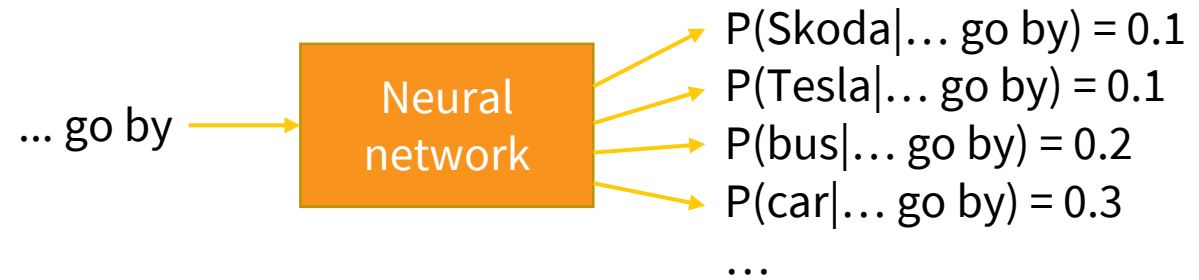 ... go by
Neural
network
P(Skoda|… go by) = 0.1
P(Tesla|… go by) = 0.1
P(bus|… go by) = 0.2
P(car|… go by) = 0.3
…